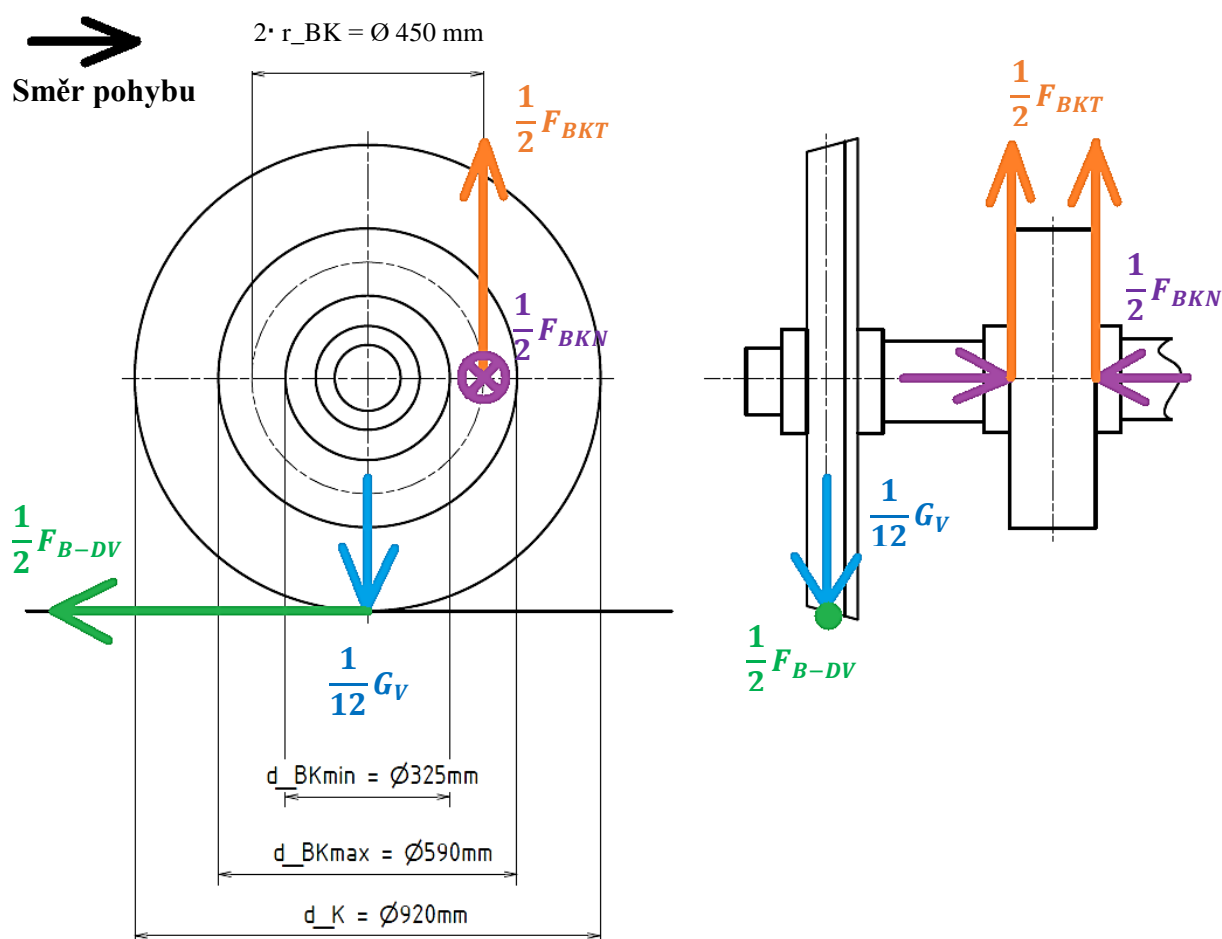 2· r_BK = Ø 450 mm
Směr pohybu
1/2 F_BKT
1/2 F_BKT
1/2 F_BKN
1/2 F_BKN
1/12 G_V
1/2 F_B−DV
1/2 F_B−DV
1/12 G_V
d_BKmin = Ø325mm
d_BKmax = Ø590mm
d_K = Ø920mm